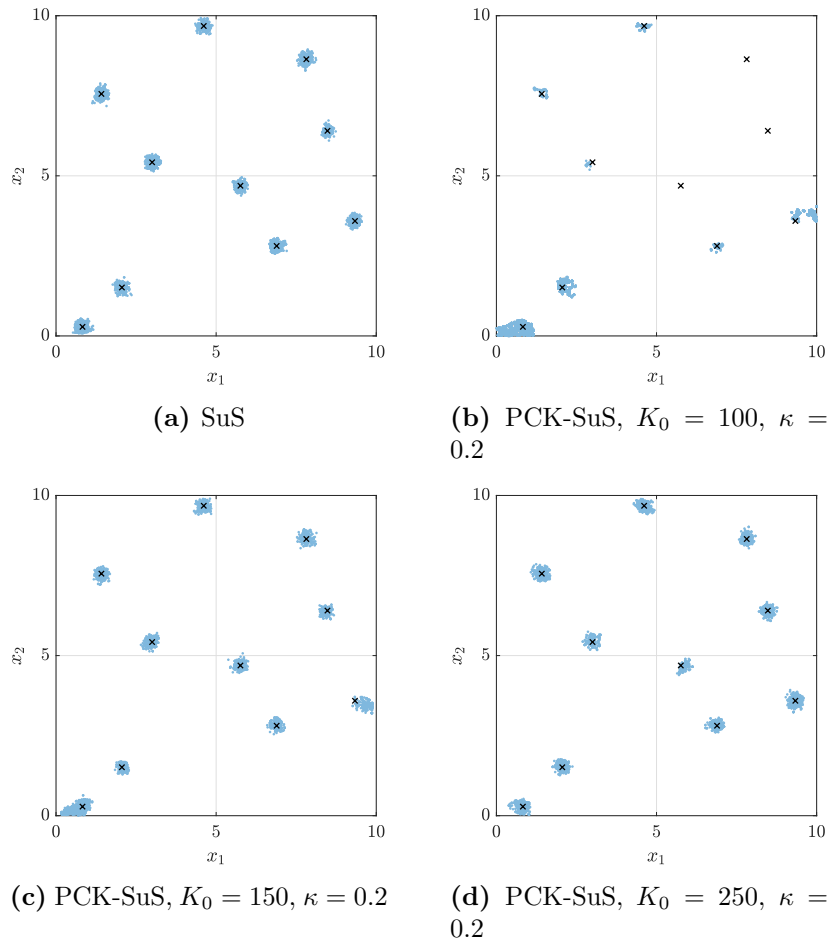 10
5
0
x₂
0
5
10
x₁
(a) SuS
10
5
0
x₂
0
5
10
x₁
(b) PCK-SuS, K₀ = 100, κ =
0.2
10
5
0
x₂
0
5
10
x₁
(c) PCK-SuS, K₀ = 150, κ = 0.2
10
5
0
x₂
0
5
10
x₁
(d) PCK-SuS, K₀ = 250, κ =
0.2